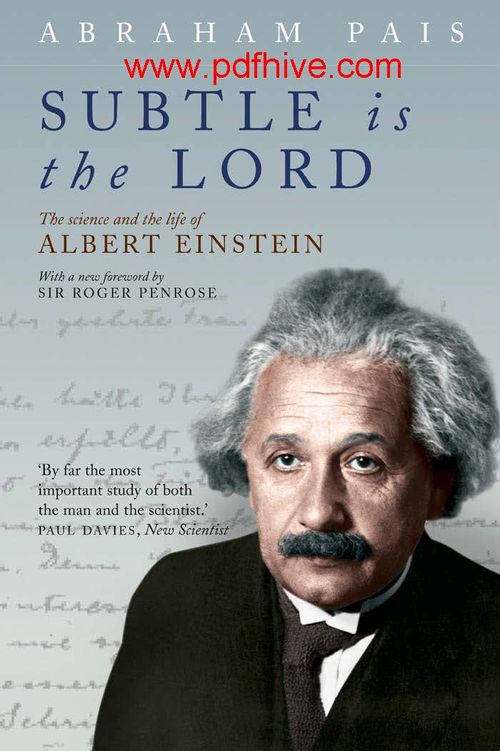 ABRAHAM PAIS
www.pdfhive.com
SUBTLE is
the LORD
The science and the life of
ALBERT EINSTEIN
With a new foreword by
SIR ROGER PENROSE
'By far the most
important study of both
the man and the scientist.'
PAUL DAVIES, New Scientist